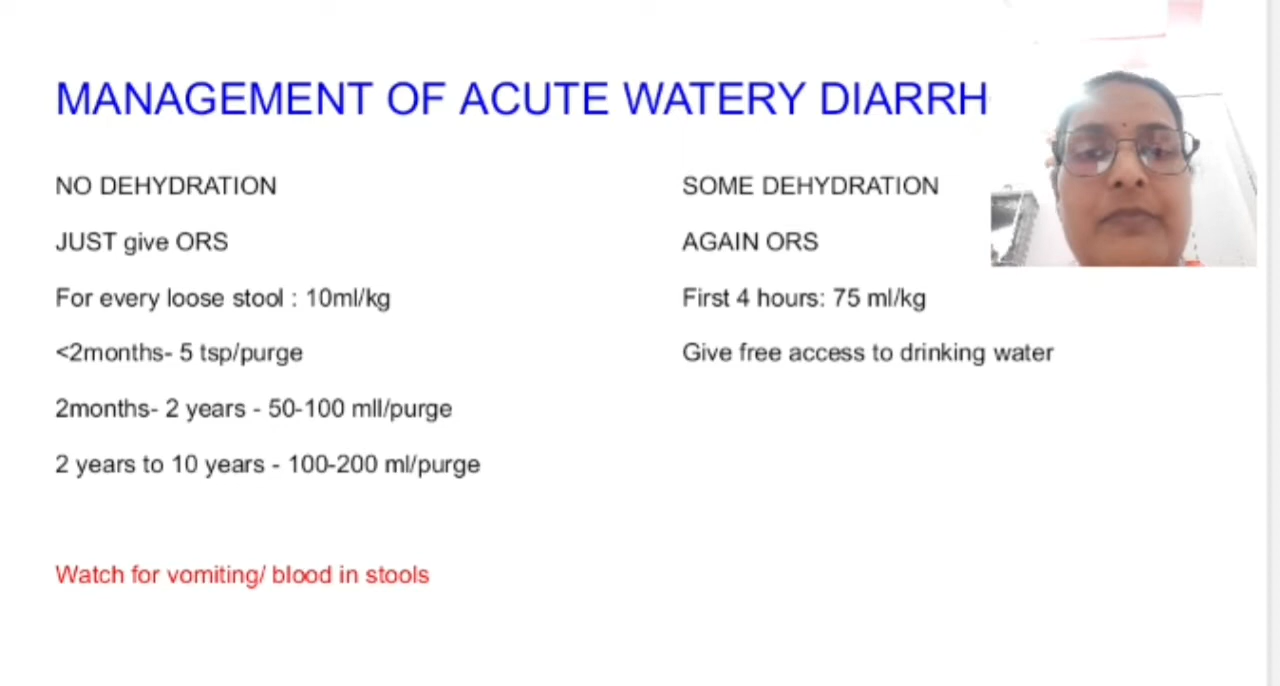 MANAGEMENT OF ACUTE WATERY DIARRH
NO DEHYDRATION
JUST give ORS
For every loose stool : 10ml/kg
<2months- 5 tsp/purge
2months- 2 years - 50-100 mll/purge
2 years to 10 years - 100-200 ml/purge
Watch for vomiting/ blood in stools
SOME DEHYDRATION
AGAIN ORS
First 4 hours: 75 ml/kg
Give free access to drinking water